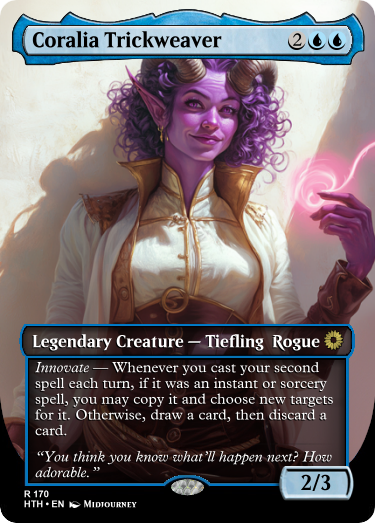 Coralia Trickweaver 2
Legendary Creature — Tiefling Rogue
Innovate — Whenever you cast your second
spell each turn, if it was an instant or sorcery
spell, you may copy it and choose new targets
for it. Otherwise, draw a card, then discard a
card.
“You think you know what’ll happen next? How
adorable.”
2/3
R 170
HTH • EN Midjourney